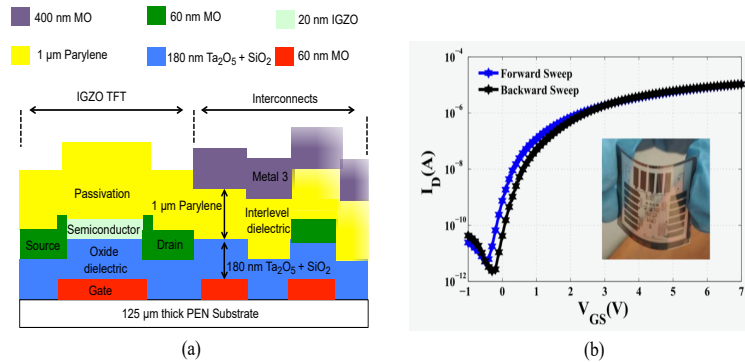 (a)
400 nm MO
60 nm MO
20 nm IGZO
1 µm Parylene
180 nm Ta₂O₅ + SiO₂
60 nm MO
IGZO TFT
Interconnects
Passivation
Metal 3
1 µm Parylene
Semiconductor
Interlevel
dielectric
Source
Drain
Oxide
dielectric
180 nm Ta₂O₅ + SiO₂
Gate
125 µm thick PEN Substrate
(a)
(b)
Forward Sweep
Backward Sweep
I_D(A)
10⁻⁴
10⁻⁶
10⁻⁸
10⁻¹⁰
10⁻¹²
−1 0 1 2 3 4 5 6 7
V_GS(V)
(b)